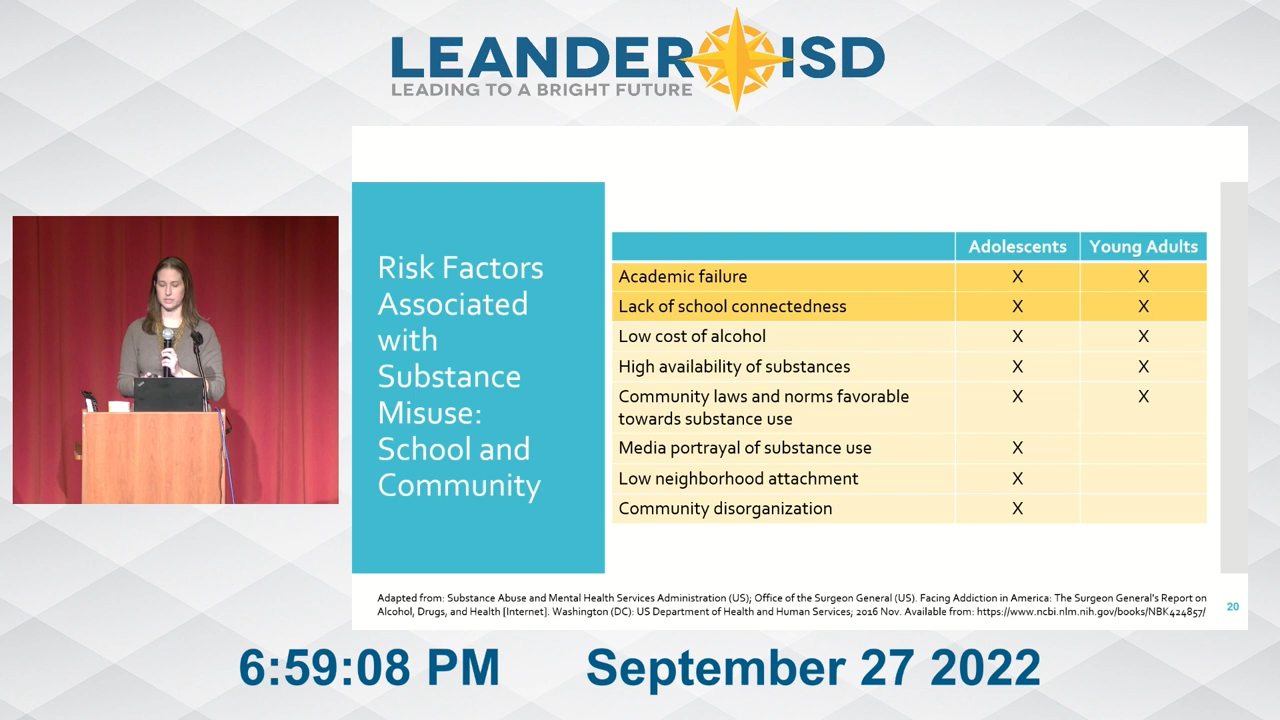 LEANDER ISD
LEADING TO A BRIGHT FUTURE
Risk Factors
Associated
with
Substance
Misuse:
School and
Community
Adolescents Young Adults
Academic failure X X
Lack of school connectedness X X
Low cost of alcohol X X
High availability of substances X X
Community laws and norms favorable X X
towards substance use
Media portrayal of substance use X
Low neighborhood attachment X
Community disorganization X
Adapted from: Substance Abuse and Mental Health Services Administration (US); Office of the Surgeon General (US). Facing Addiction in America: The Surgeon General's Report on
Alcohol, Drugs, and Health [Internet]. Washington (DC): US Department of Health and Human Services; 2016 Nov. Available from: https://www.ncbi.nlm.nih.gov/books/NBK424857/
20
6:59:08 PM September 27 2022